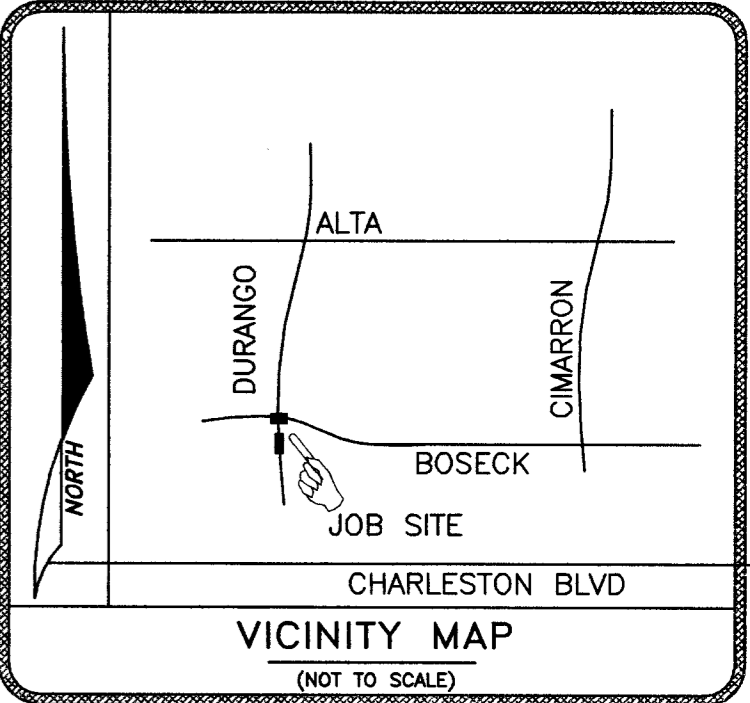 ALTA
DURANGO
CIMARRON
NORTH
BOSECK
JOB SITE
CHARLESTON BLVD
VICINITY MAP
(NOT TO SCALE)